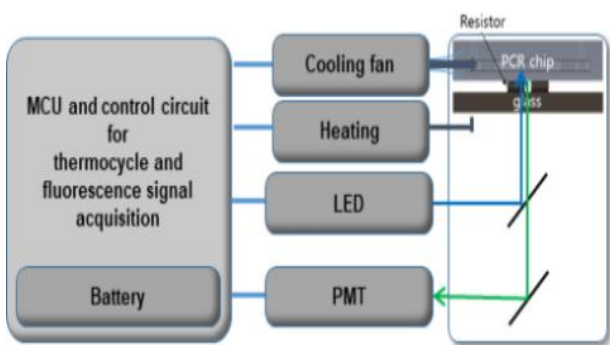 Resistor
Cooling fan
PCR chip
MCU and control circuit
for
thermocycle and
fluorescence signal
acquisition
glass
Heating
LED
Battery
PMT